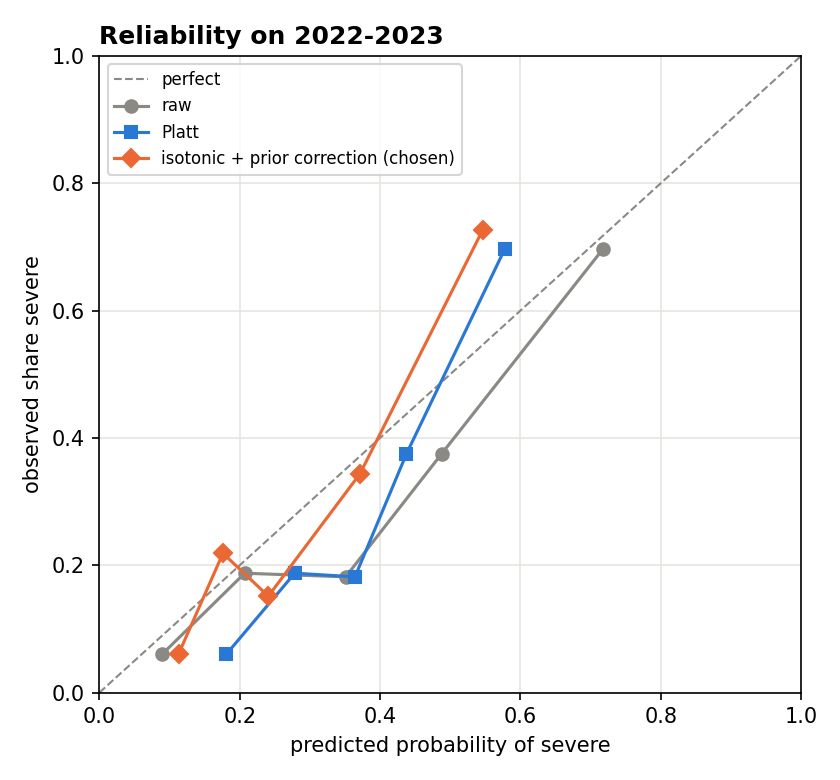 Reliability on 2022-2023
perfect
raw
Platt
isotonic + prior correction (chosen)
observed share severe
1.0
0.8
0.6
0.4
0.2
0.0
0.0 0.2 0.4 0.6 0.8 1.0
predicted probability of severe